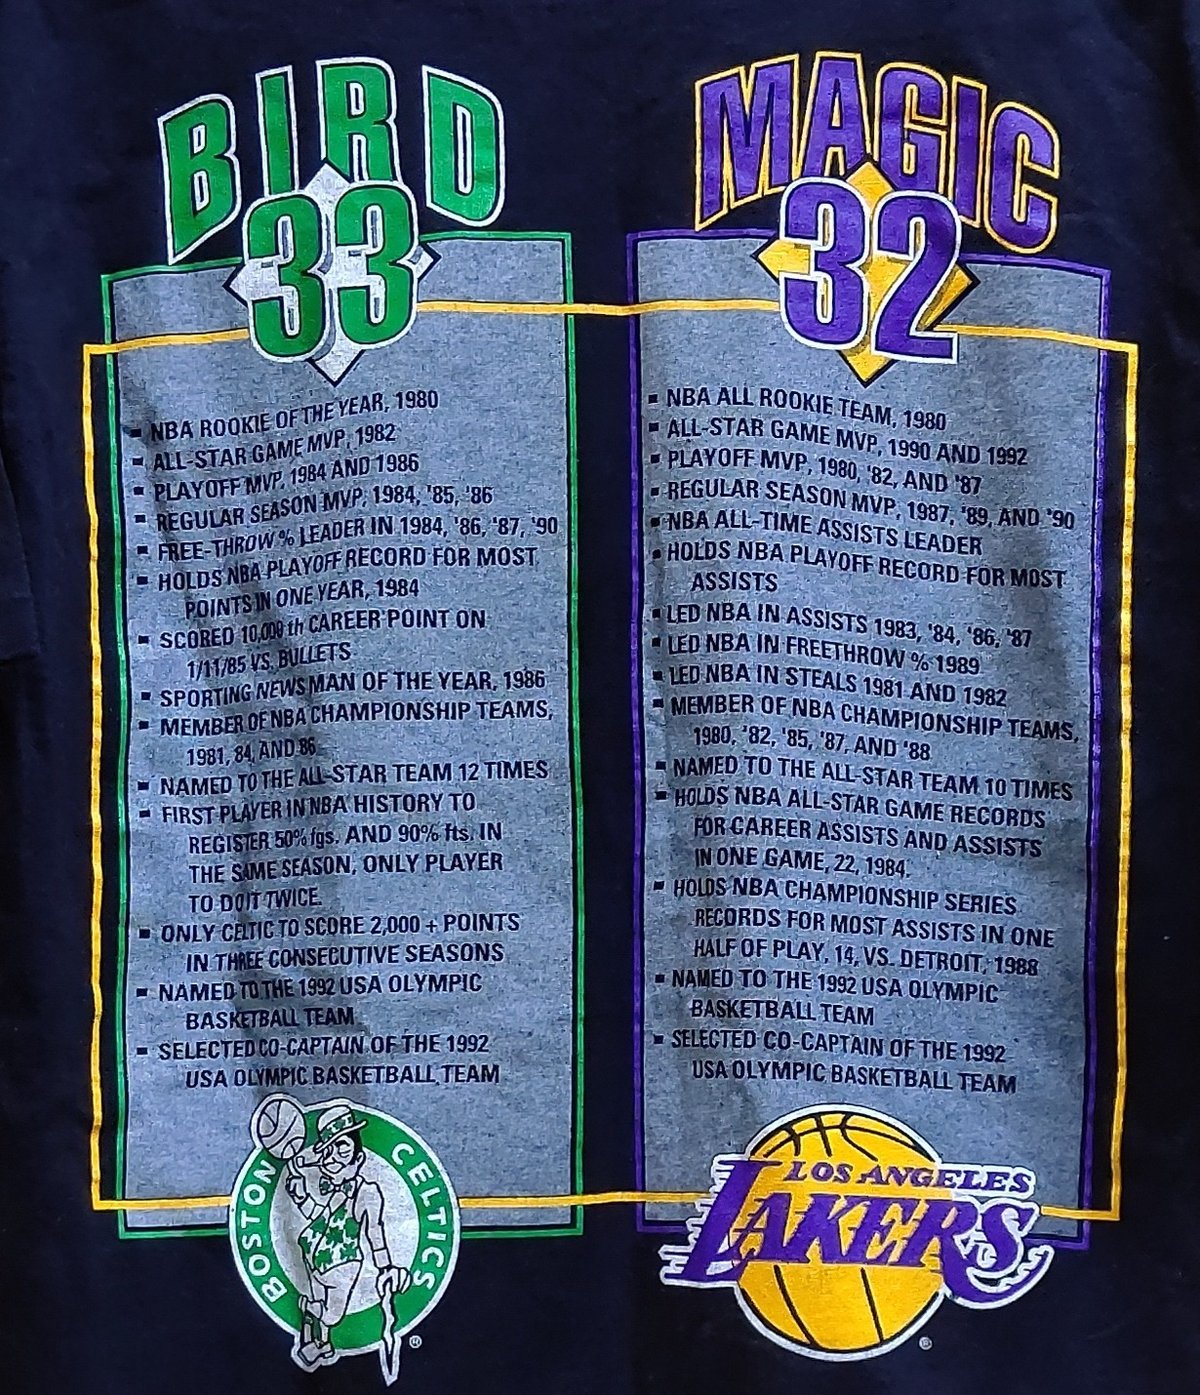 BIRD
33
NBA ROOKIE OF THE YEAR, 1980
ALL-STAR GAME MVP, 1982
PLAYOFF MVP, 1984 AND 1986
REGULAR SEASON MVP, 1984, '85, '86
FREE-THROW % LEADER IN 1984, '86, '87, '90
HOLDS NBA PLAYOFF RECORD FOR MOST
POINTS IN ONE YEAR, 1984
SCORED 10,000 th CAREER POINT ON
1/11/85 VS. BULLETS
SPORTING NEWS MAN OF THE YEAR, 1986
MEMBER OF NBA CHAMPIONSHIP TEAMS,
1981, 84, AND 86
NAMED TO THE ALL-STAR TEAM 12 TIMES
FIRST PLAYER IN NBA HISTORY TO
REGISTER 50% fgs. AND 90% fts. IN
THE SAME SEASON, ONLY PLAYER
TO DO IT TWICE.
ONLY CELTIC TO SCORE 2,000 + POINTS
IN THREE CONSECUTIVE SEASONS
NAMED TO THE 1992 USA OLYMPIC
BASKETBALL TEAM
SELECTED CO-CAPTAIN OF THE 1992
USA OLYMPIC BASKETBALL TEAM
BOSTON CELTICS
®
MAGIC
32
NBA ALL ROOKIE TEAM, 1980
ALL-STAR GAME MVP, 1990 AND 1992
PLAYOFF MVP, 1980, '82, AND '87
REGULAR SEASON MVP, 1987, '89, AND '90
NBA ALL-TIME ASSISTS LEADER
HOLDS NBA PLAYOFF RECORD FOR MOST
ASSISTS
LED NBA IN ASSISTS 1983, '84, '86, '87
LED NBA IN FREETHROW % 1989
LED NBA IN STEALS 1981 AND 1982
MEMBER OF NBA CHAMPIONSHIP TEAMS,
1980, '82, '85, '87, AND '88
NAMED TO THE ALL-STAR TEAM 10 TIMES
HOLDS NBA ALL-STAR GAME RECORDS
FOR CAREER ASSISTS AND ASSISTS
IN ONE GAME, 22, 1984.
HOLDS NBA CHAMPIONSHIP SERIES
RECORDS FOR MOST ASSISTS IN ONE
HALF OF PLAY, 14, VS. DETROIT, 1988
NAMED TO THE 1992 USA OLYMPIC
BASKETBALL TEAM
SELECTED CO-CAPTAIN OF THE 1992
USA OLYMPIC BASKETBALL TEAM
LOS ANGELES
LAKERS
®